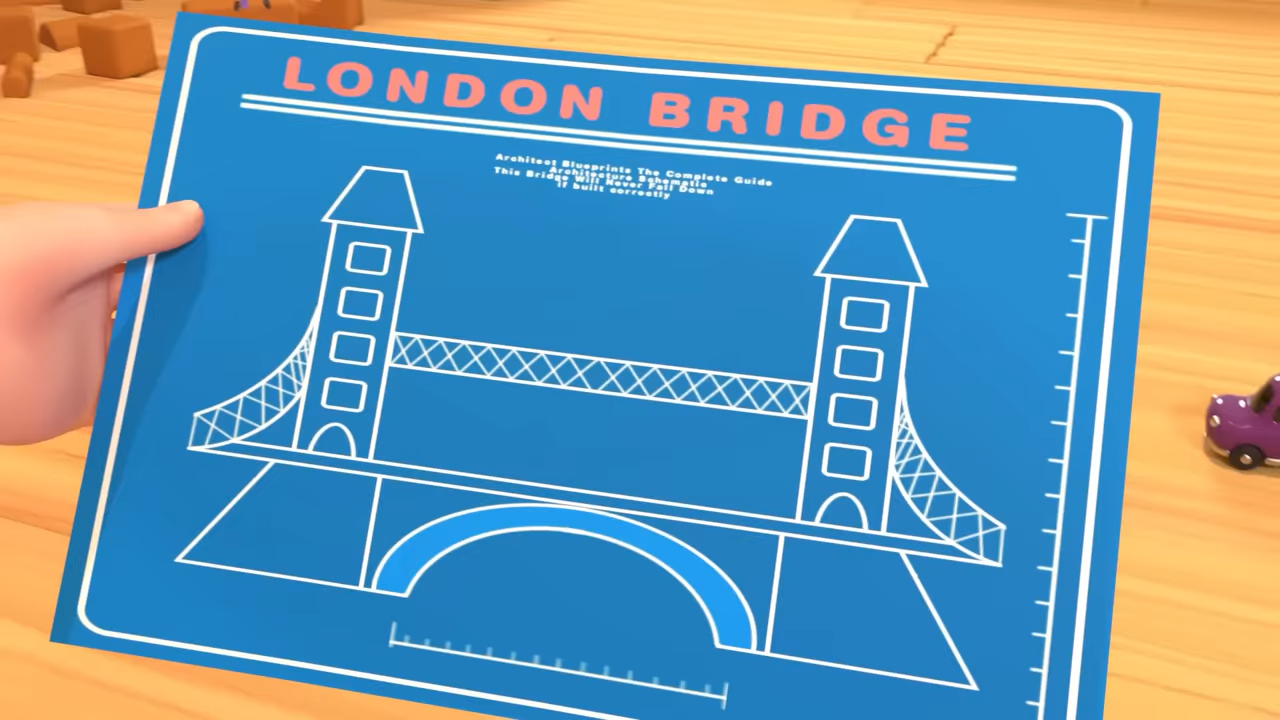 LONDON BRIDGE
Architect Blueprints The Complete Guide
Architecture Schematic
This Bridge Will Never Fall Down
if built correctly